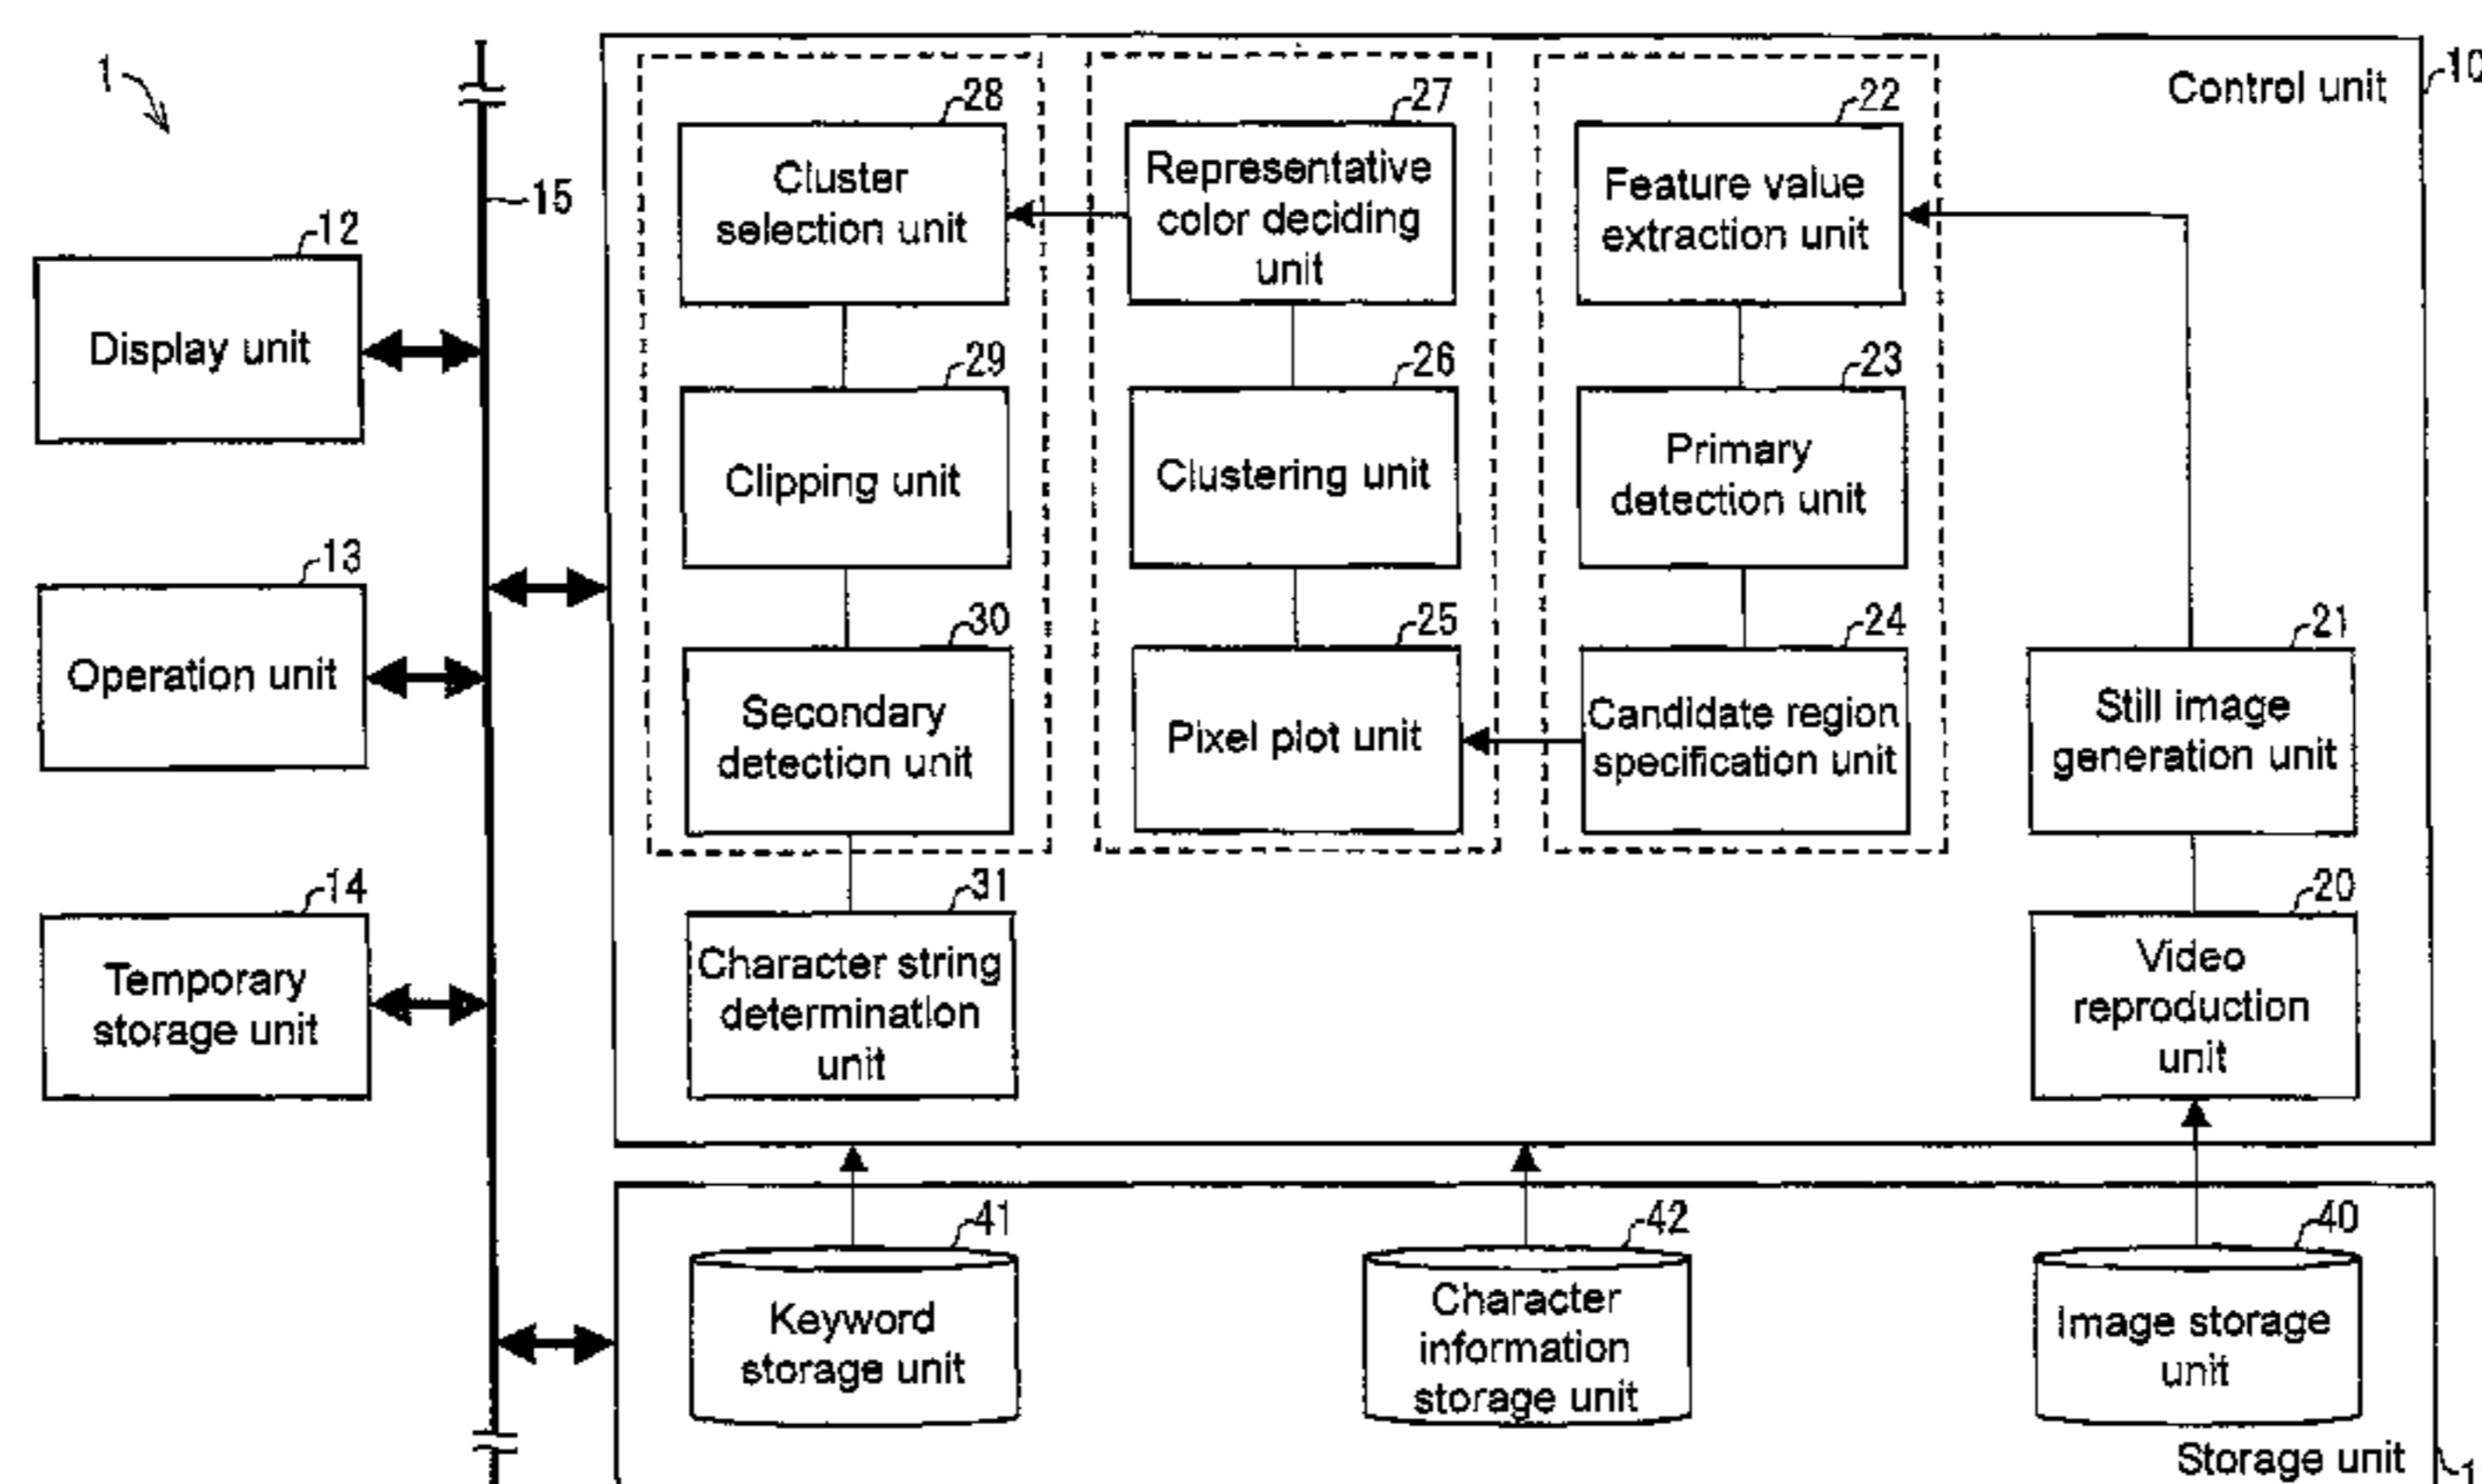 1
15
12
Display unit
13
Operation unit
14
Temporary
storage unit
10
Control unit
28
Cluster
selection unit
29
Clipping unit
30
Secondary
detection unit
31
Character string
determination
unit
27
Representative
color deciding
unit
26
Clustering unit
25
Pixel plot unit
22
Feature value
extraction unit
23
Primary
detection unit
24
Candidate region
specification unit
21
Still image
generation unit
20
Video
reproduction
unit
41
Keyword
storage unit
42
Character
information
storage unit
40
Image storage
unit
Storage unit